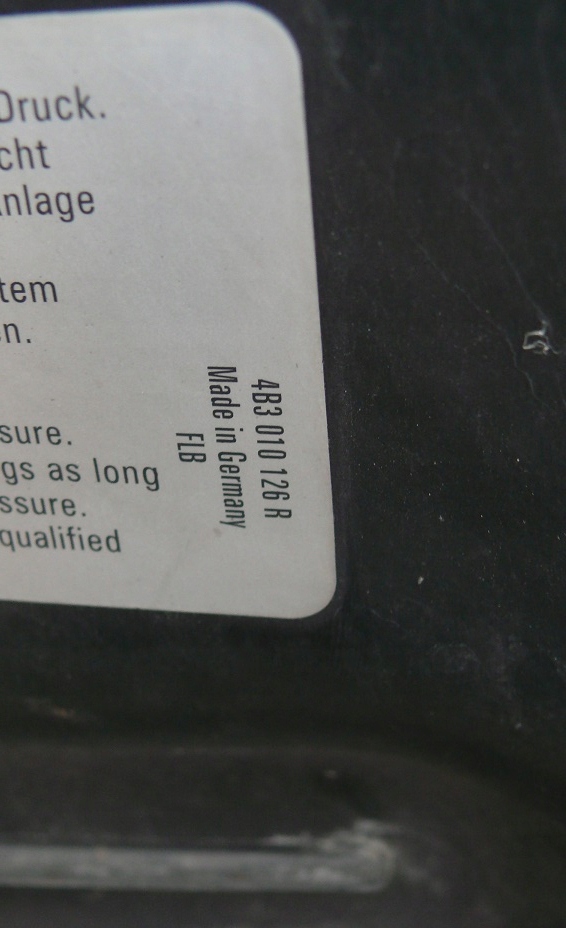 Druck.
cht
nlage
tem
n.
sure.
gs as long
ssure.
qualified
4B3 010 126 R
Made in Germany
FLB